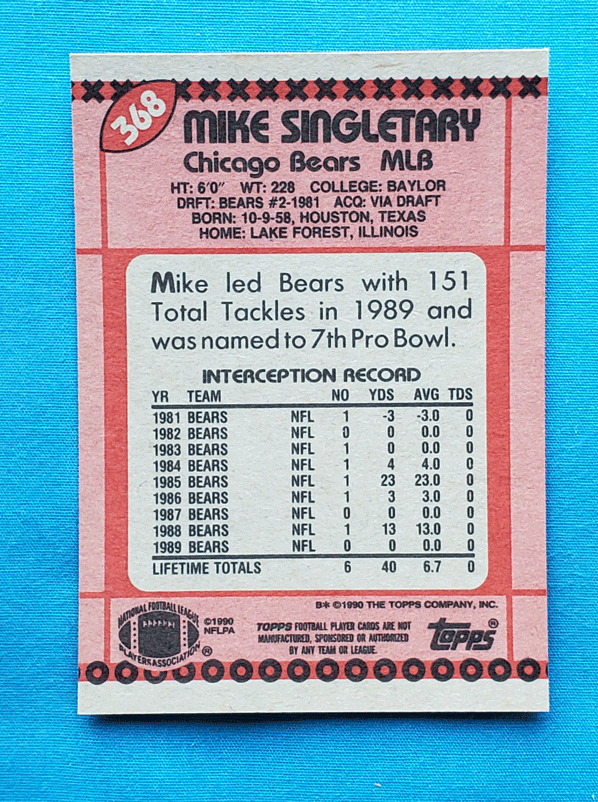 368
MIKE SINGLETARY
Chicago Bears MLB
HT: 6'0" WT: 228 COLLEGE: BAYLOR
DRFT: BEARS #2-1981 ACQ: VIA DRAFT
BORN: 10-9-58, HOUSTON, TEXAS
HOME: LAKE FOREST, ILLINOIS
Mike led Bears with 151
Total Tackles in 1989 and
was named to 7th Pro Bowl.
INTERCEPTION RECORD
YR TEAM NO YDS AVG TDS
1981 BEARS NFL 1 -3 -3.0 0
1982 BEARS NFL 0 0 0.0 0
1983 BEARS NFL 1 0 0.0 0
1984 BEARS NFL 1 4 4.0 0
1985 BEARS NFL 1 23 23.0 0
1986 BEARS NFL 1 3 3.0 0
1987 BEARS NFL 0 0 0.0 0
1988 BEARS NFL 1 13 13.0 0
1989 BEARS NFL 0 0 0.0 0
LIFETIME TOTALS 6 40 6.7 0
B* ©1990 THE TOPPS COMPANY, INC.
NATIONAL FOOTBALL LEAGUE
PLAYERS ASSOCIATION ®
©1990
NFLPA
TOPPS FOOTBALL PLAYER CARDS ARE NOT
MANUFACTURED, SPONSORED OR AUTHORIZED
BY ANY TEAM OR LEAGUE.
TOPPS®